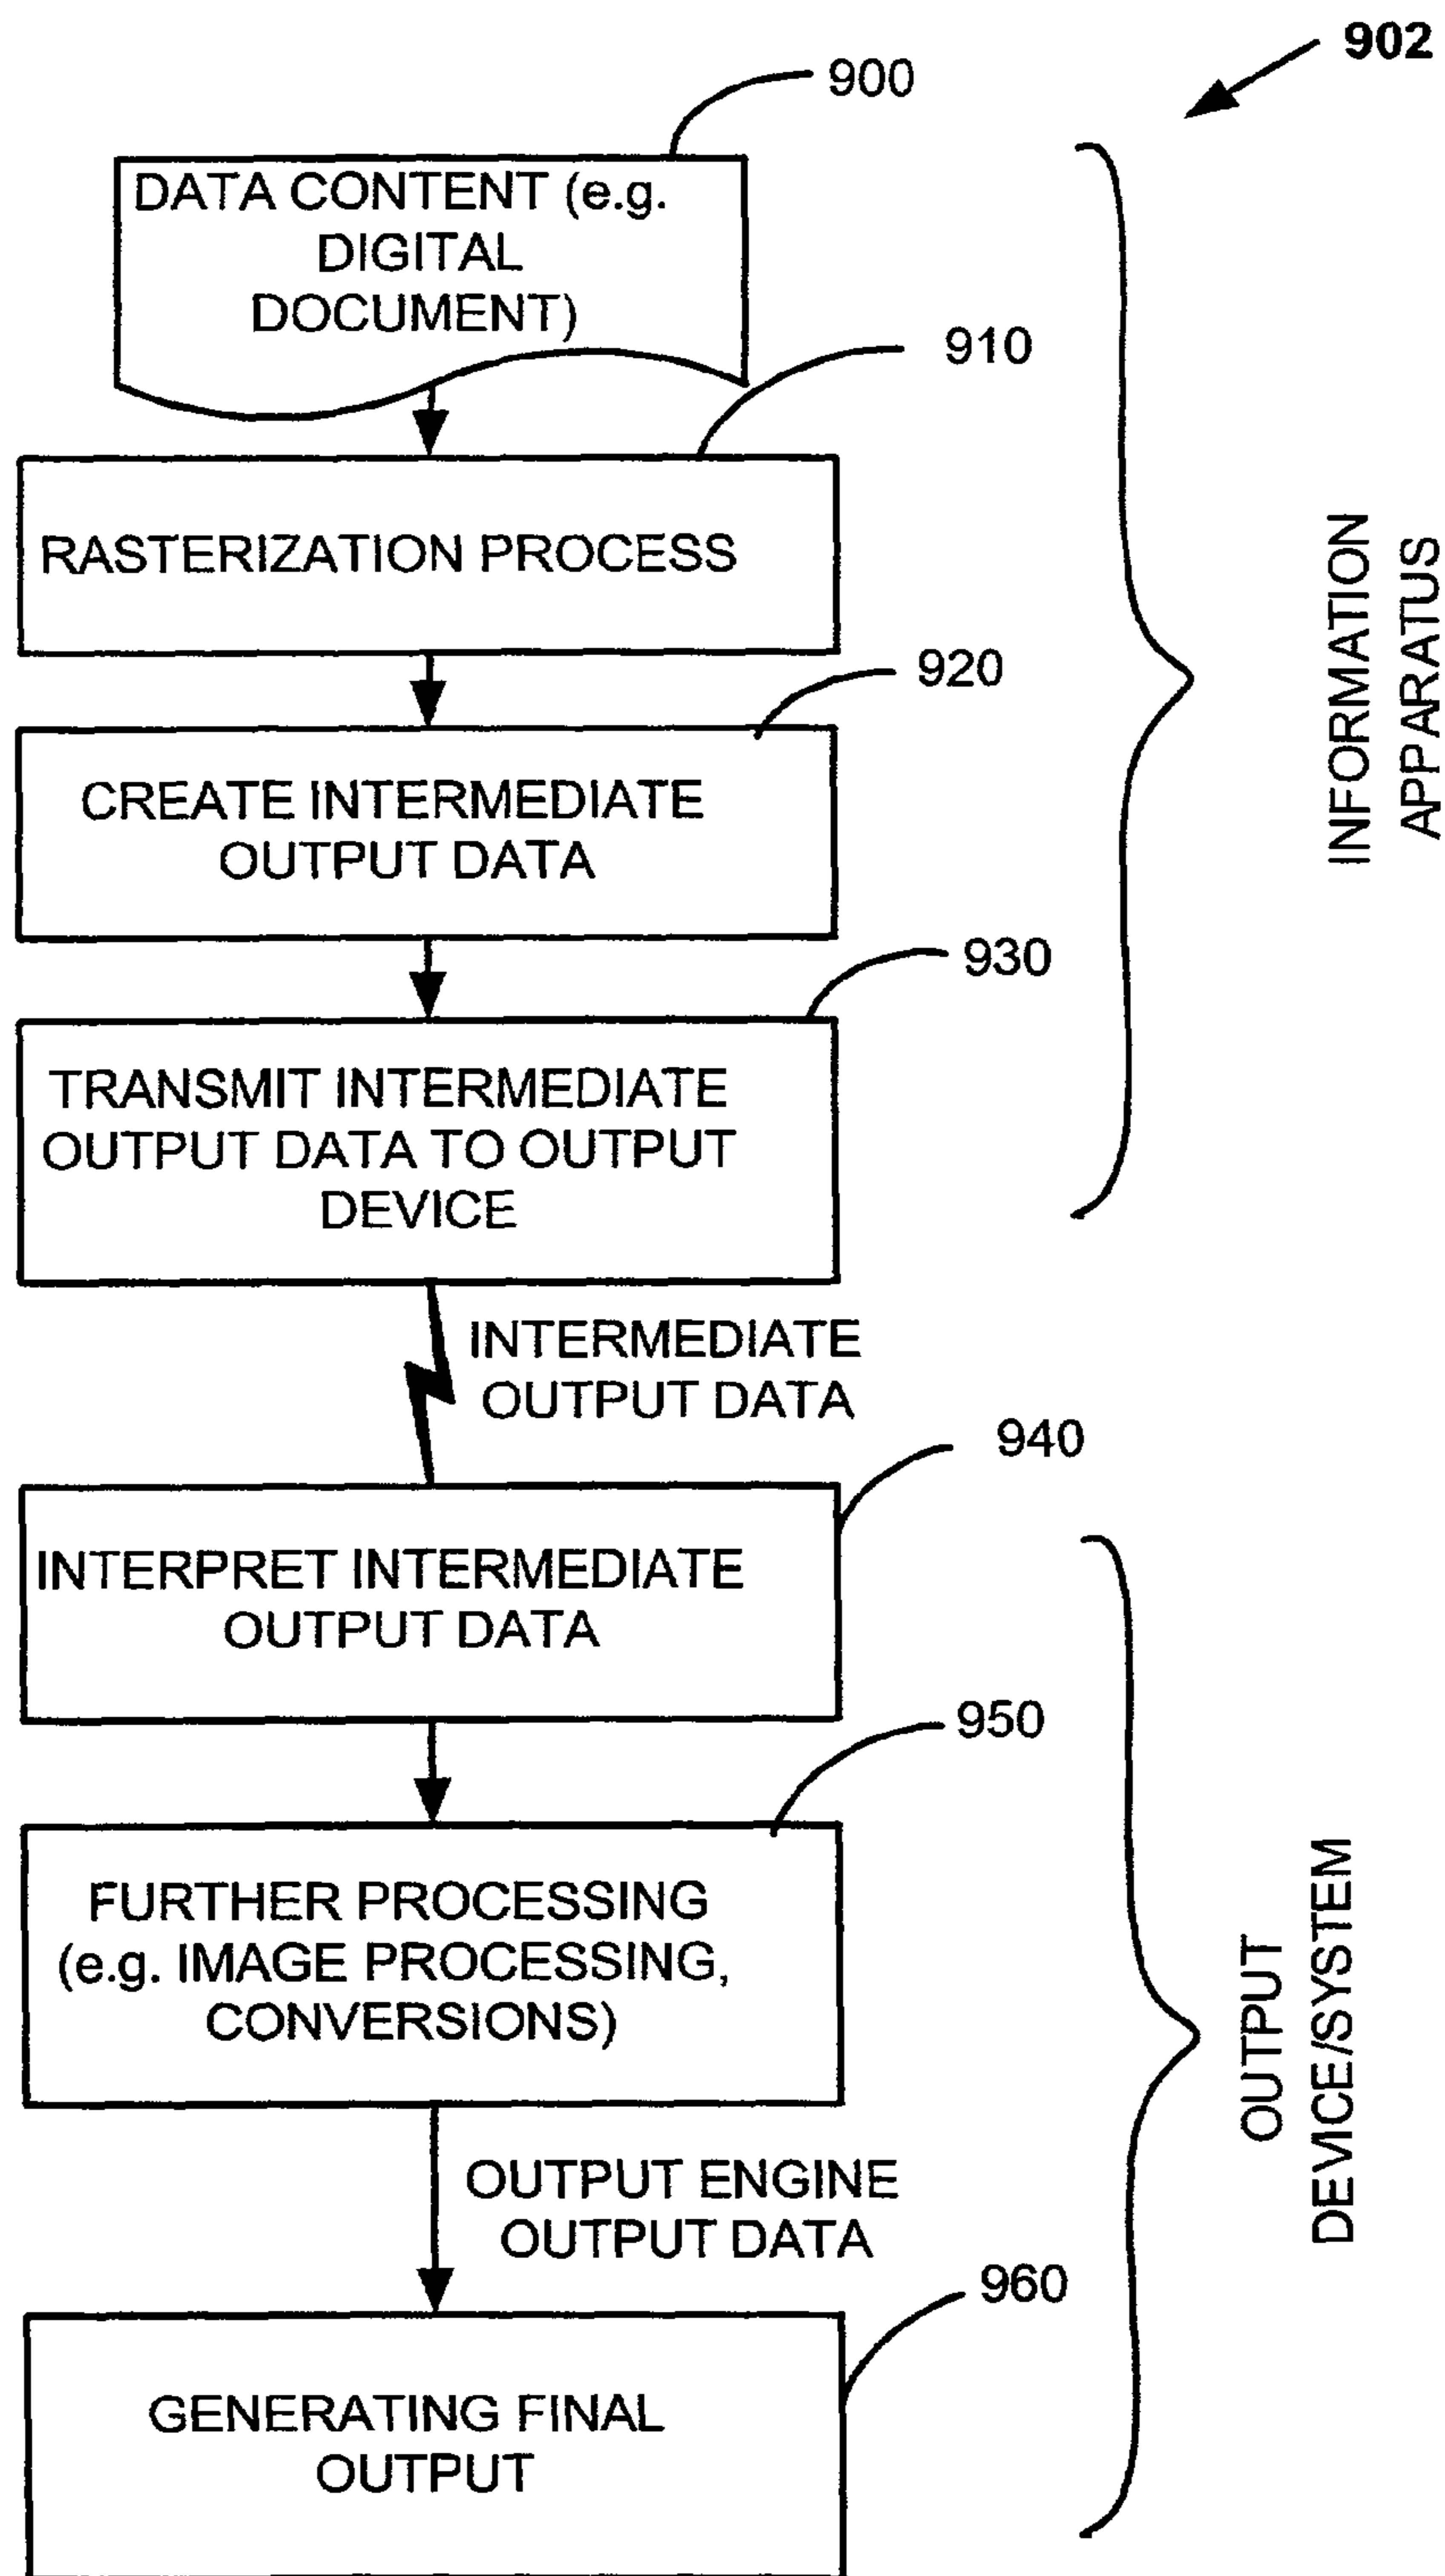 902
900
DATA CONTENT (e.g.
DIGITAL
DOCUMENT)
910
RASTERIZATION PROCESS
920
CREATE INTERMEDIATE
OUTPUT DATA
930
TRANSMIT INTERMEDIATE
OUTPUT DATA TO OUTPUT
DEVICE
INFORMATION
APPARATUS
INTERMEDIATE
OUTPUT DATA
940
INTERPRET INTERMEDIATE
OUTPUT DATA
950
FURTHER PROCESSING
(e.g. IMAGE PROCESSING,
CONVERSIONS)
OUTPUT ENGINE
OUTPUT DATA
960
GENERATING FINAL
OUTPUT
OUTPUT
DEVICE/SYSTEM